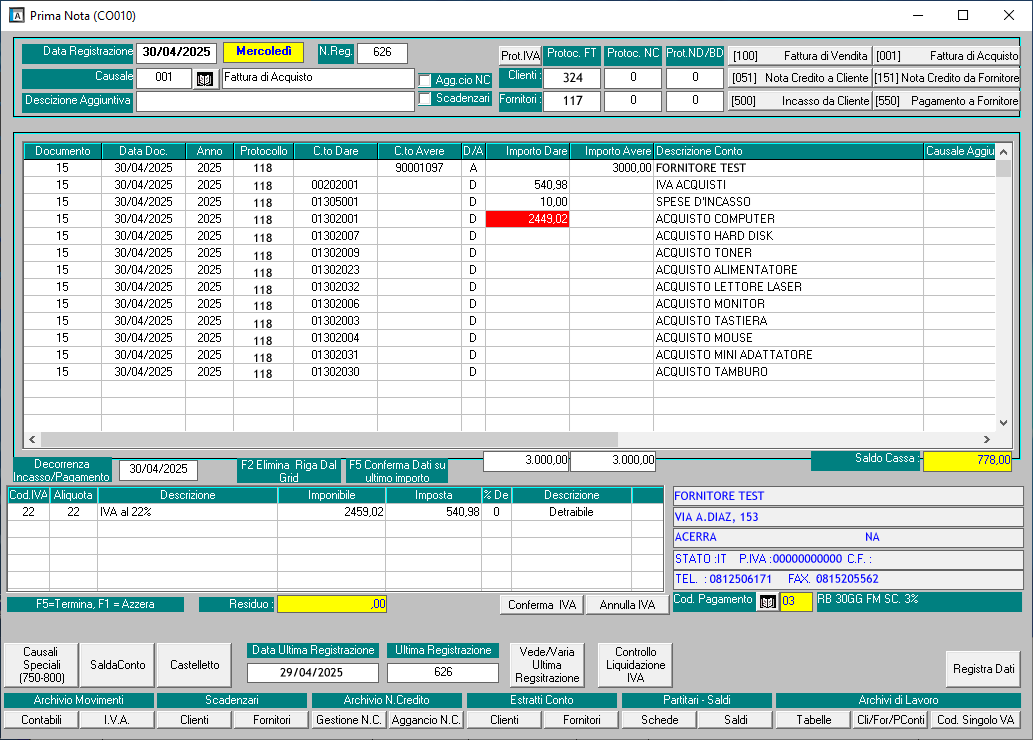 Prima Nota (CO010)
Data Registrazione 30/04/2025 Mercoledì N.Reg. 626
Causale 001 Fattura di Acquisto Agg.cio NC
Descizione Aggiuntiva Scadenzari
Prot.IVA Protoc. FT Protoc. NC Prot.ND/BD
Clienti : 324 0 0
Fornitori : 117 0 0
[100] Fattura di Vendita [001] Fattura di Acquisto
[051] Nota Credito a Cliente [151] Nota Credito da Fornitore
[500] Incasso da Cliente [550] Pagamento a Fornitore
Documento Data Doc. Anno Protocollo C.to Dare C.to Avere D/A Importo Dare Importo Avere Descrizione Conto Causale Aggiu
15 30/04/2025 2025 118 90001097 A 3000,00 FORNITORE TEST
15 30/04/2025 2025 118 00202001 D 540,98 IVA ACQUISTI
15 30/04/2025 2025 118 01305001 D 10,00 SPESE D'INCASSO
15 30/04/2025 2025 118 01302001 D 2449,02 ACQUISTO COMPUTER
15 30/04/2025 2025 118 01302007 D ACQUISTO HARD DISK
15 30/04/2025 2025 118 01302009 D ACQUISTO TONER
15 30/04/2025 2025 118 01302023 D ACQUISTO ALIMENTATORE
15 30/04/2025 2025 118 01302032 D ACQUISTO LETTORE LASER
15 30/04/2025 2025 118 01302006 D ACQUISTO MONITOR
15 30/04/2025 2025 118 01302003 D ACQUISTO TASTIERA
15 30/04/2025 2025 118 01302004 D ACQUISTO MOUSE
15 30/04/2025 2025 118 01302031 D ACQUISTO MINI ADATTATORE
15 30/04/2025 2025 118 01302030 D ACQUISTO TAMBURO
Decorrenza
Incasso/Pagamento 30/04/2025
F2 Elimina Riga Dal
Grid
F5 Conferma Dati su
ultimo importo
3.000,00 3.000,00 Saldo Cassa : 778,00
Cod.IVA Aliquota Descrizione Imponibile Imposta % De Descrizione
22 22 IVA al 22% 2459,02 540,98 0 Detraibile
FORNITORE TEST
VIA A.DIAZ, 153
ACERRA NA
STATO :IT P.IVA :00000000000 C.F. :
TEL. : 0812506171 FAX. 0815205562
F5=Termina, F1 = Azzera Residuo : ,00 Conferma IVA Annulla IVA
Cod. Pagamento 03 RB 30GG FM SC. 3%
Causali
Speciali
(750-800)
SaldaConto
Castelletto
Data Ultima Registrazione
29/04/2025
Ultima Registrazione
626
Vede/Varia
Ultima
Regsitrazione
Controllo
Liquidazione
IVA
Registra Dati
Archivio Movimenti Scadenzari Archivio N.Credito Estratti Conto Partitari - Saldi Archivi di Lavoro
Contabili I.V.A. Clienti Fornitori Gestione N.C. Aggancio N.C. Clienti Fornitori Schede Saldi Tabelle Cli/For/PConti Cod. Singolo VA